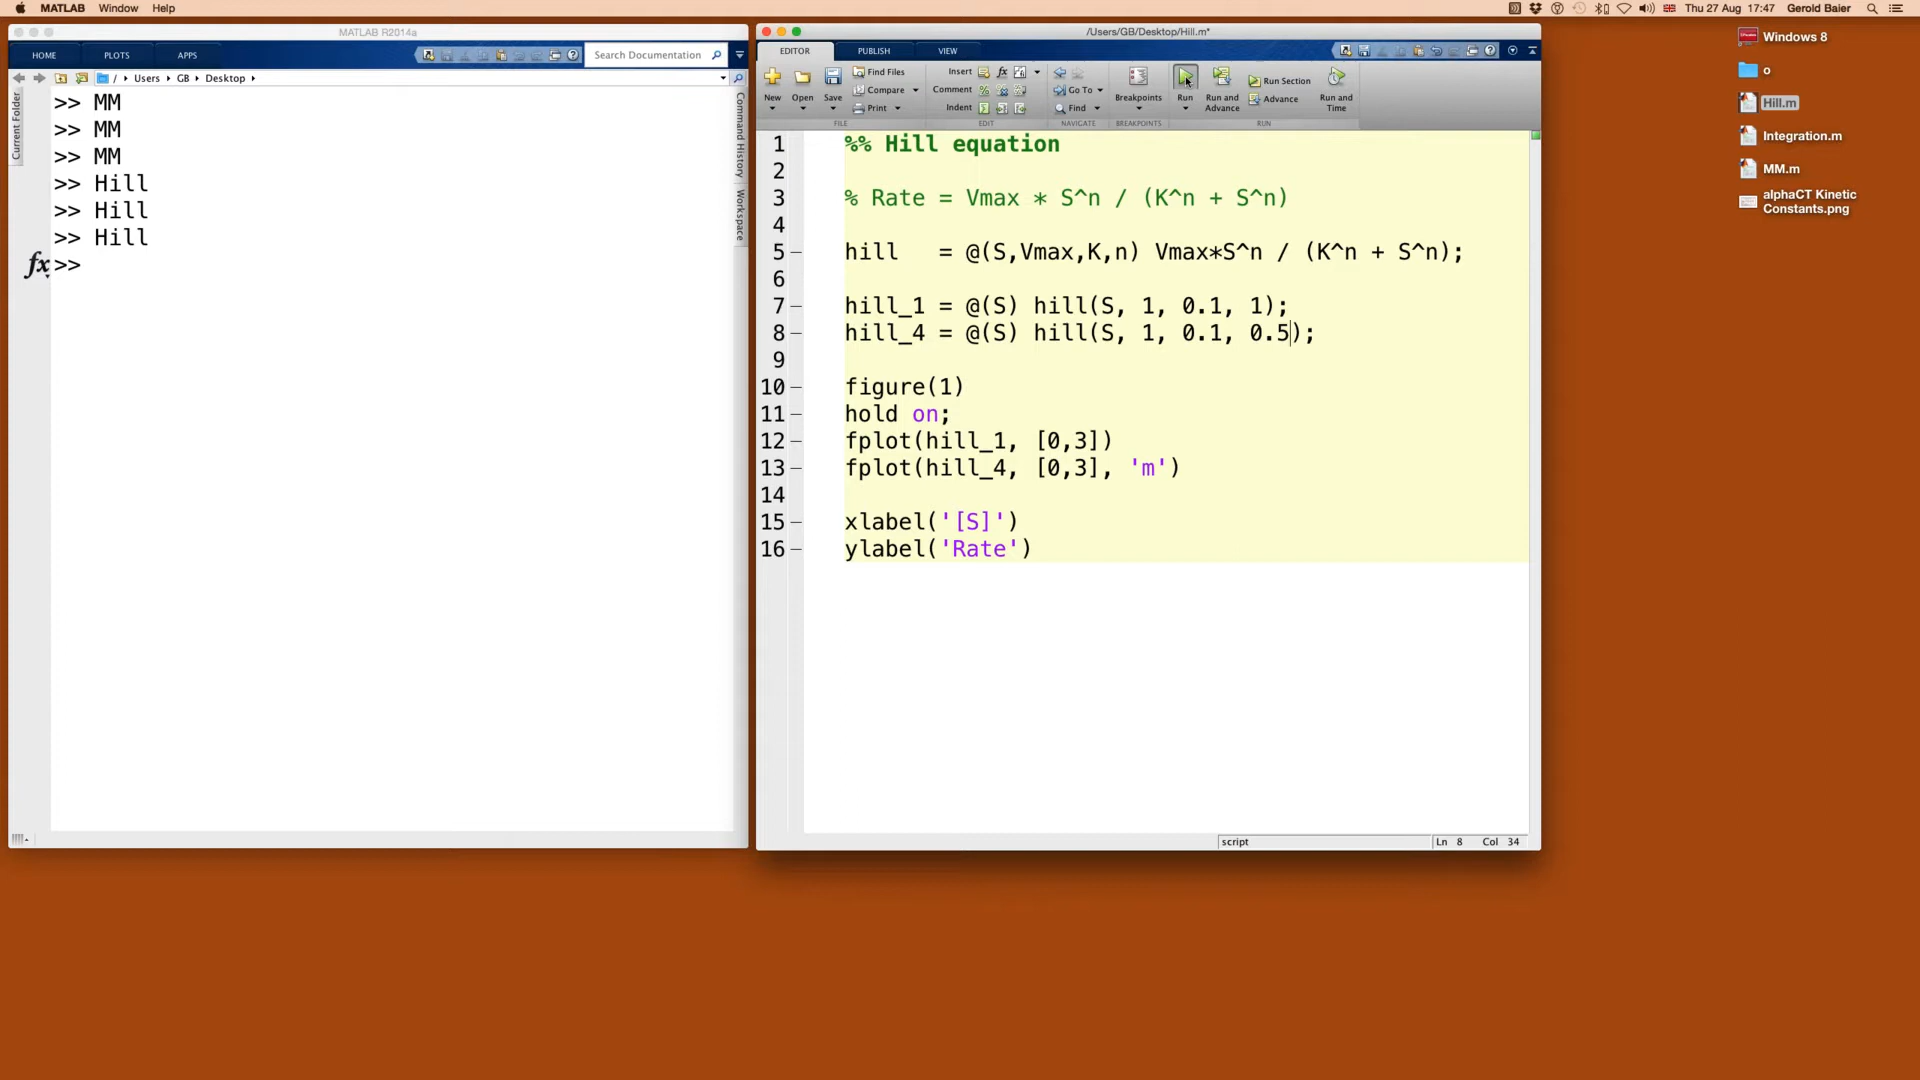 MATLAB Window Help
Thu 27 Aug 17:47 Gerold Baier
MATLAB R2014a
HOME PLOTS APPS
Search Documentation
/ Users GB Desktop
Current Folder
Command History
Workspace
>> MM
>> MM
>> MM
>> Hill
>> Hill
>> Hill
fx >>
/Users/GB/Desktop/Hill.m*
EDITOR PUBLISH VIEW
New Open Save
Find Files
Compare
Print
FILE
Insert fx
Comment
Indent
EDIT
Go To
Find
NAVIGATE
Breakpoints
BREAKPOINTS
Run
Run and Advance
Run Section
Advance
Run and Time
RUN
1 %% Hill equation
2
3 % Rate = Vmax * S^n / (K^n + S^n)
4
5 – hill = @(S,Vmax,K,n) Vmax*S^n / (K^n + S^n);
6
7 – hill_1 = @(S) hill(S, 1, 0.1, 1);
8 – hill_4 = @(S) hill(S, 1, 0.1, 0.5);
9
10 – figure(1)
11 – hold on;
12 – fplot(hill_1, [0,3])
13 – fplot(hill_4, [0,3], 'm')
14
15 – xlabel('[S]')
16 – ylabel('Rate')
script Ln 8 Col 34
Windows 8
o
Hill.m
Integration.m
MM.m
alphaCT Kinetic
Constants.png